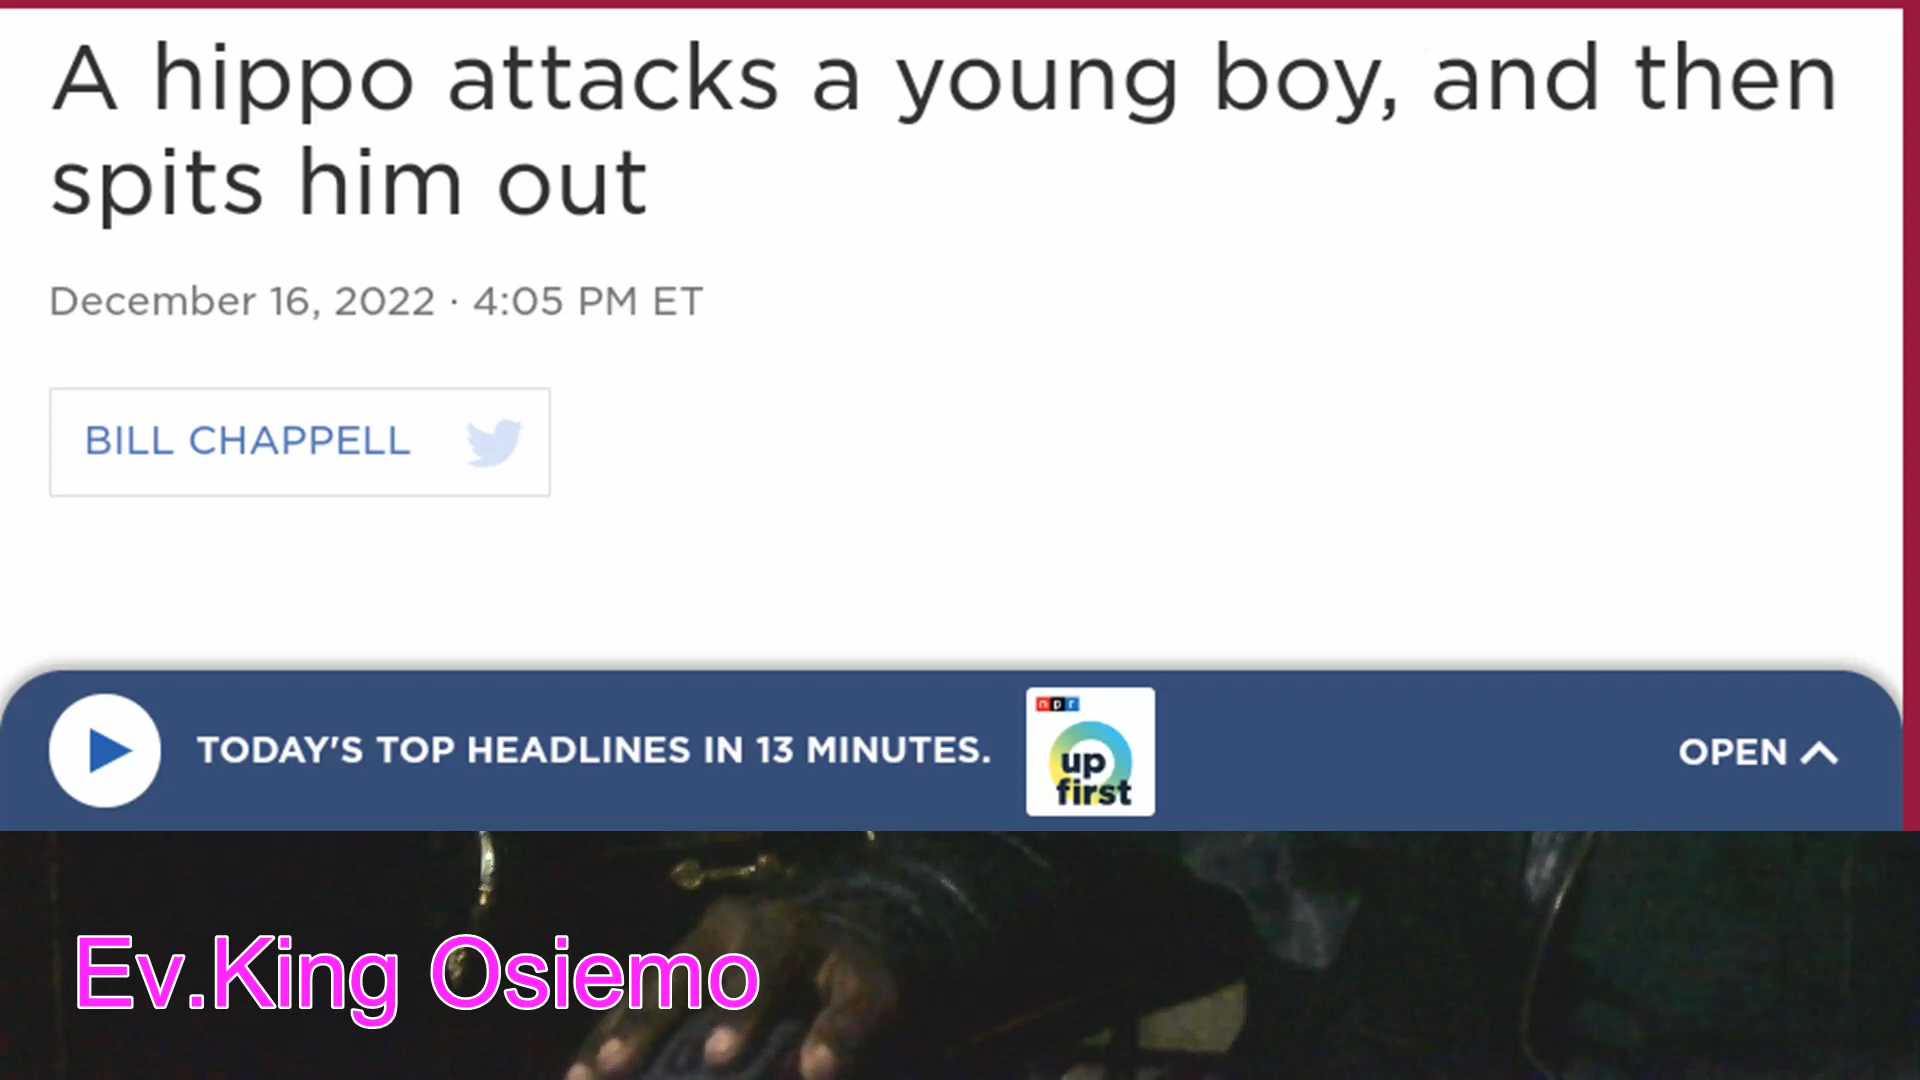 A hippo attacks a young boy, and then
spits him out
December 16, 2022 · 4:05 PM ET
BILL CHAPPELL
TODAY'S TOP HEADLINES IN 13 MINUTES.
npr
up
first
OPEN
Ev.King Osiemo